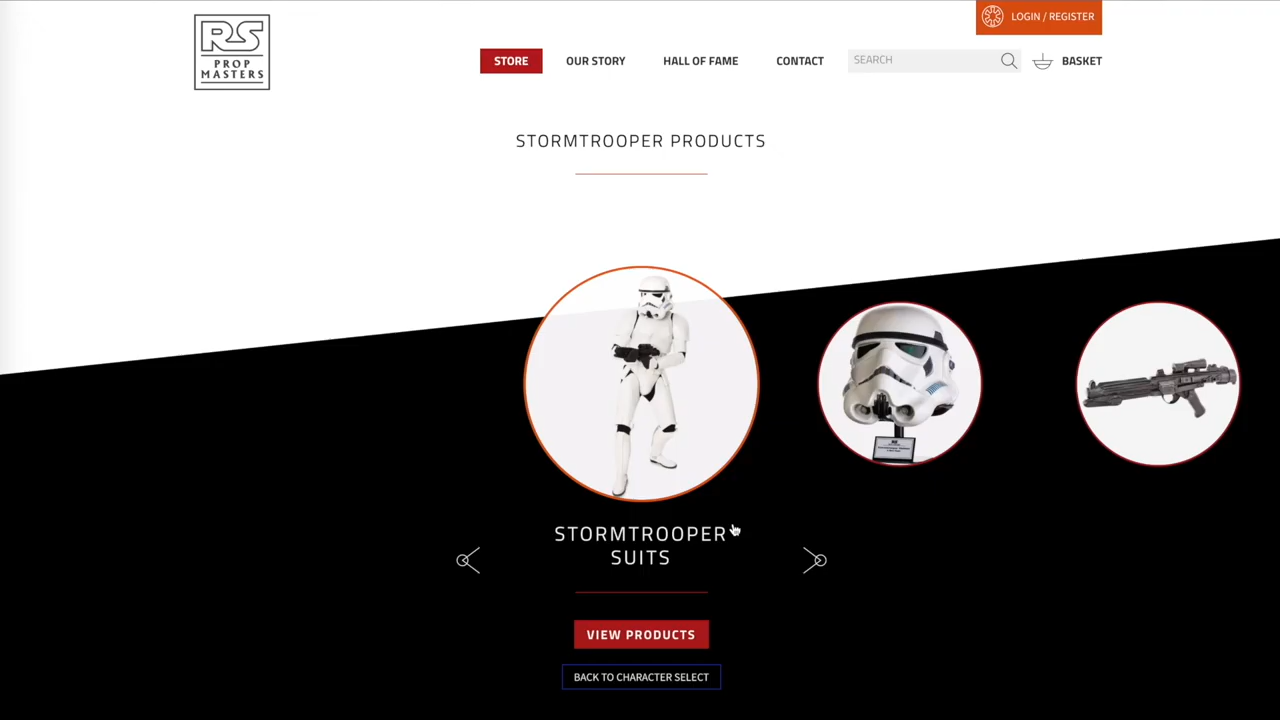 LOGIN / REGISTER
RS
PROP
MASTERS
STORE
OUR STORY
HALL OF FAME
CONTACT
SEARCH
BASKET
STORMTROOPER PRODUCTS
STORMTROOPER
SUITS
VIEW PRODUCTS
BACK TO CHARACTER SELECT